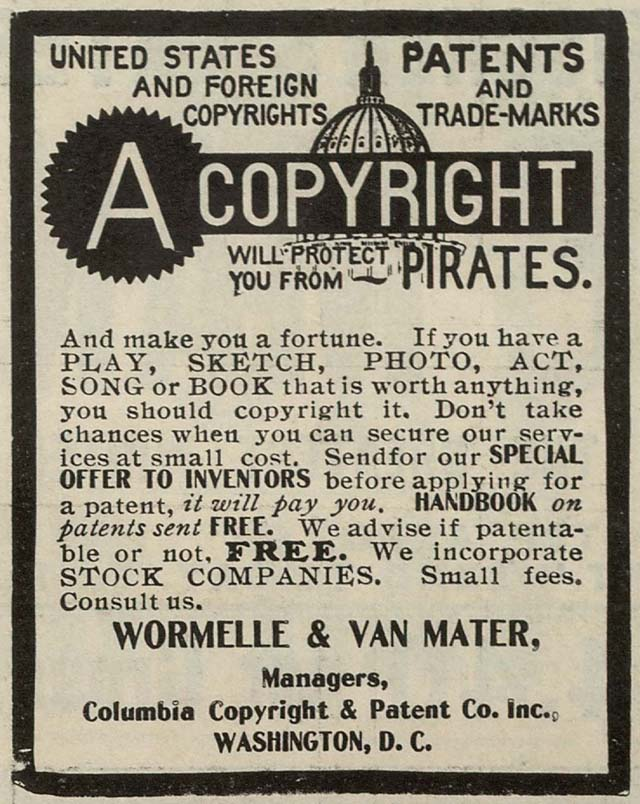 UNITED STATES
AND FOREIGN
COPYRIGHTS
PATENTS
AND
TRADE-MARKS
A COPYRIGHT
WILL PROTECT
YOU FROM PIRATES.
And make you a fortune. If you have a
PLAY, SKETCH, PHOTO, ACT,
SONG or BOOK that is worth anything,
you should copyright it. Don't take
chances when you can secure our serv-
ices at small cost. Send for our SPECIAL
OFFER TO INVENTORS before applying for
a patent, it will pay you. HANDBOOK on
patents sent FREE. We advise if patenta-
ble or not, FREE. We incorporate
STOCK COMPANIES. Small fees.
Consult us.
WORMELLE & VAN MATER,
Managers,
Columbia Copyright & Patent Co. Inc.,
WASHINGTON, D. C.